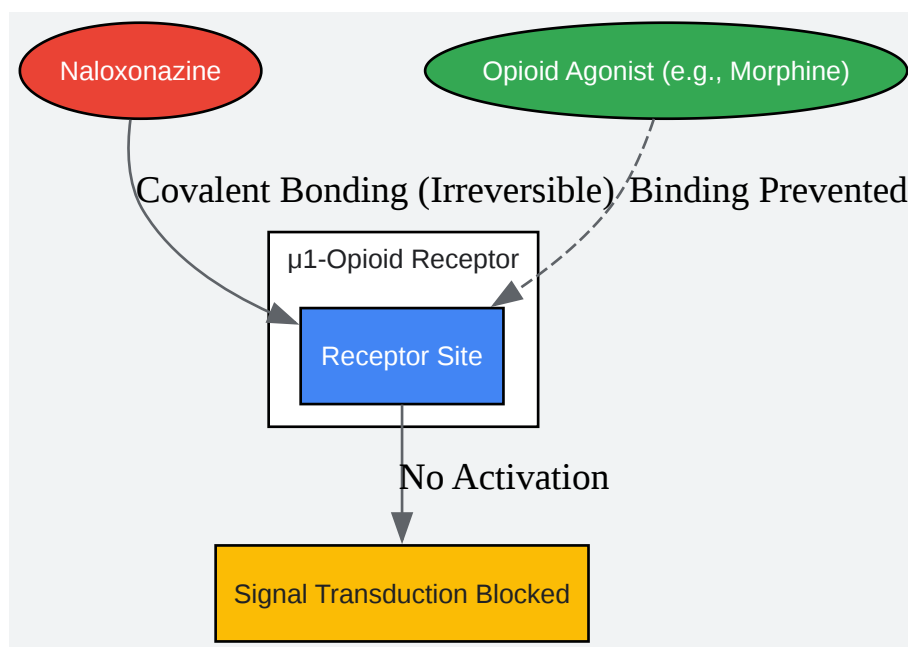 Naloxonazine
Opioid Agonist (e.g., Morphine)
Covalent Bonding (Irreversible)
Binding Prevented
μ1-Opioid Receptor
Receptor Site
No Activation
Signal Transduction Blocked